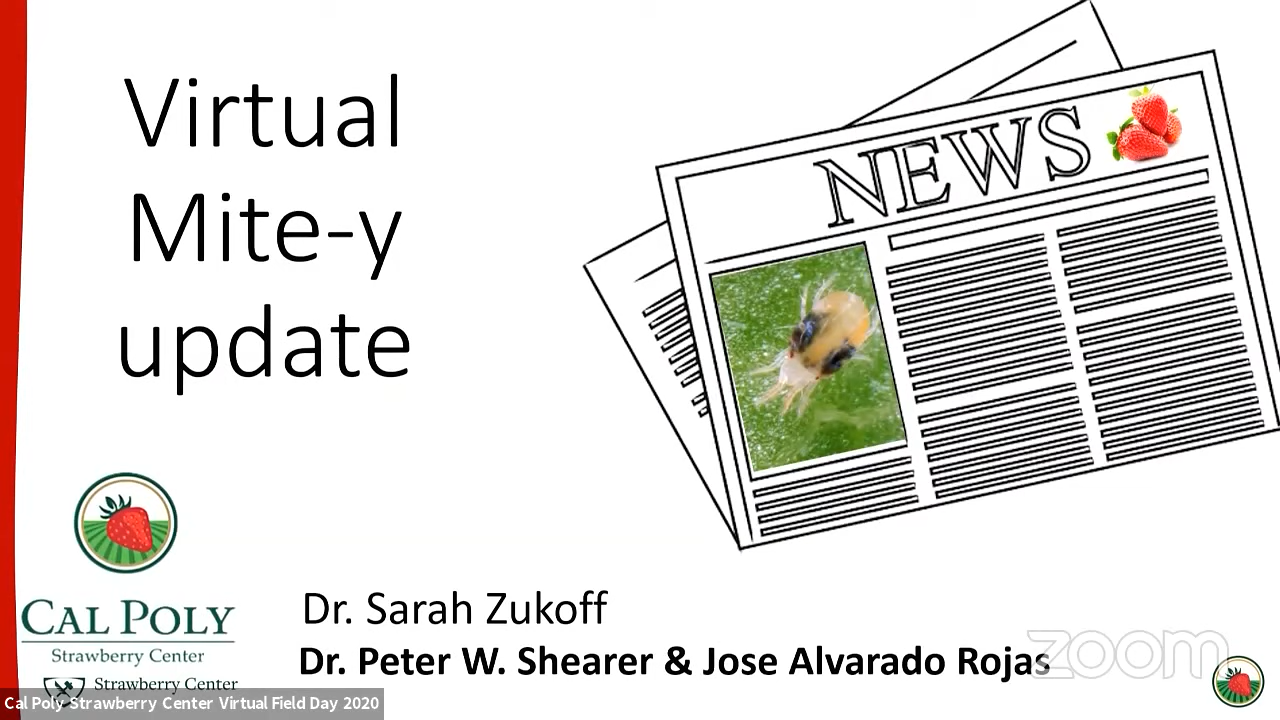 Virtual
Mite-y
update
NEWS
CAL POLY
Strawberry Center
Strawberry Center
Dr. Sarah Zukoff
Dr. Peter W. Shearer & Jose Alvarado Rojas
zoom
Cal Poly Strawberry Center Virtual Field Day 2020